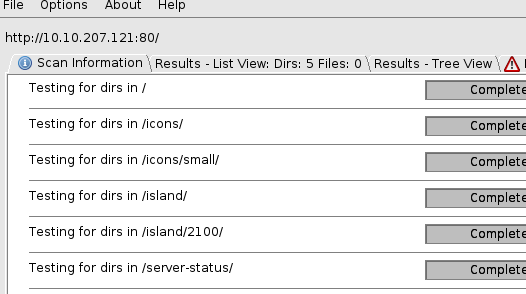 File Options About Help
http://10.10.207.121:80/
Scan Information Results - List View: Dirs: 5 Files: 0 Results - Tree View
Testing for dirs in / Complete
Testing for dirs in /icons/ Complete
Testing for dirs in /icons/small/ Complete
Testing for dirs in /island/ Complete
Testing for dirs in /island/2100/ Complete
Testing for dirs in /server-status/ Complete